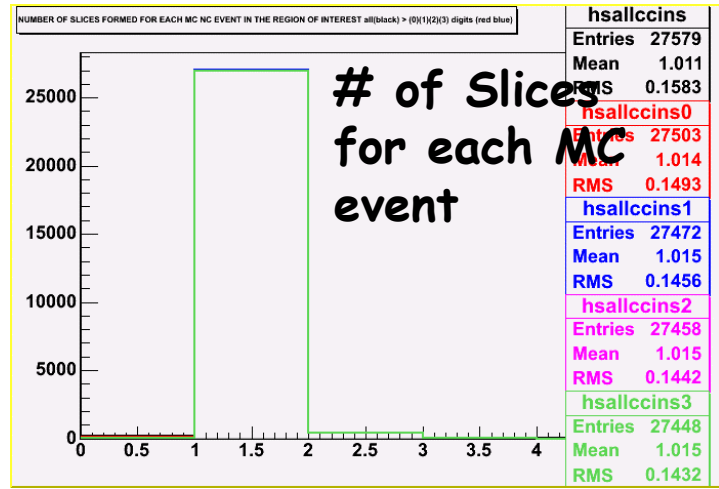 NUMBER OF SLICES FORMED FOR EACH MC NC EVENT IN THE REGION OF INTEREST all(black) > (0)(1)(2)(3) digits (red blue)
# of Slices
for each MC
event
25000
20000
15000
10000
5000
0
0 0.5 1 1.5 2 2.5 3 3.5 4
hsallccins
Entries 27579
Mean 1.011
RMS 0.1583
hsallccins0
Entries 27503
Mean 1.014
RMS 0.1493
hsallccins1
Entries 27472
Mean 1.015
RMS 0.1456
hsallccins2
Entries 27458
Mean 1.015
RMS 0.1442
hsallccins3
Entries 27448
Mean 1.015
RMS 0.1432